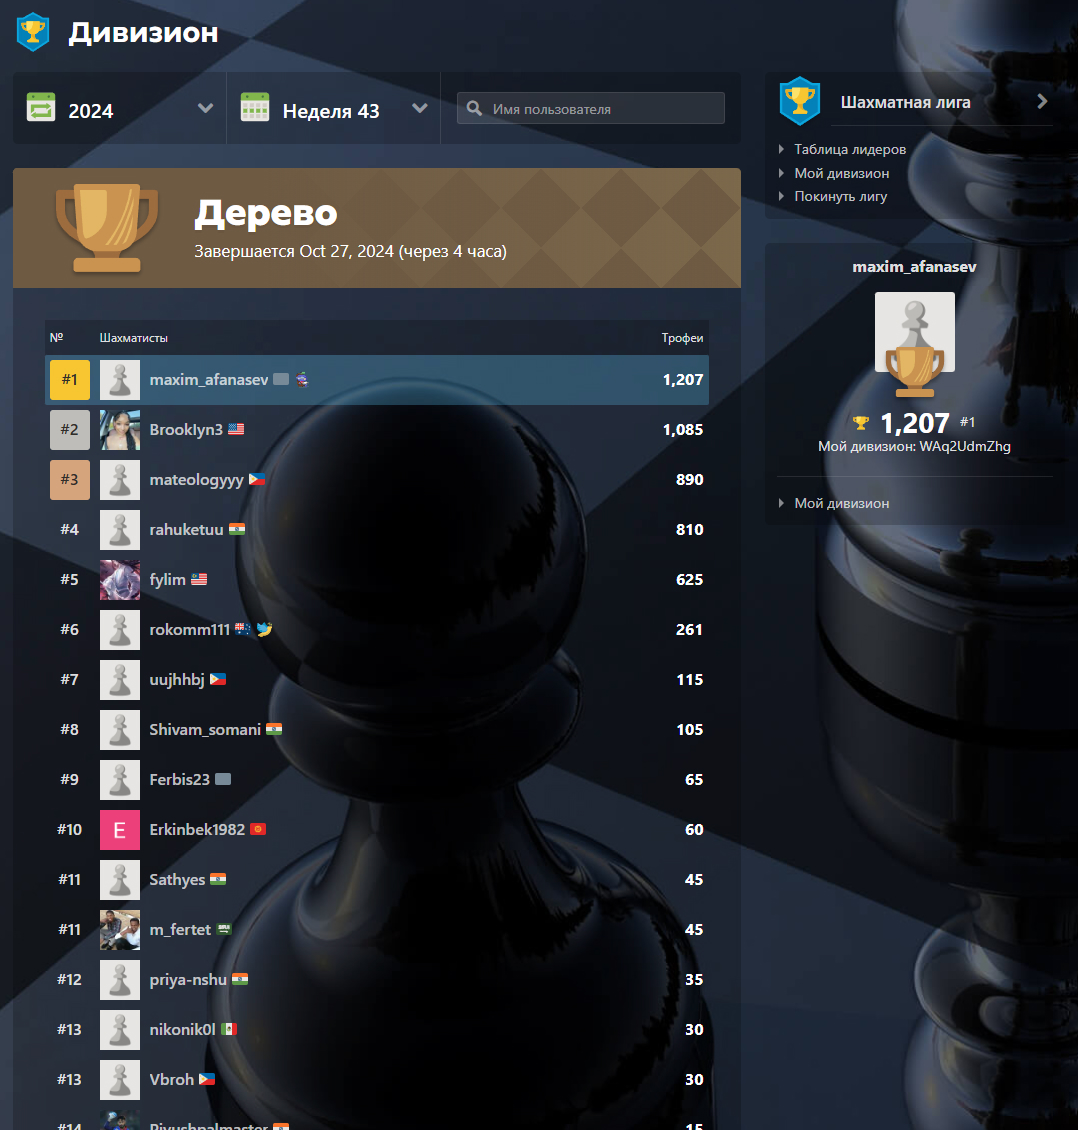 Дивизион
2024
Неделя 43
Имя пользователя
Дерево
Завершается Oct 27, 2024 (через 4 часа)
№ Шахматисты Трофеи
#1 maxim_afanasev 1,207
#2 Brooklyn3 1,085
#3 mateologyyy 890
#4 rahuketuu 810
#5 fylim 625
#6 rokomm111 261
#7 uujhhbj 115
#8 Shivam_somani 105
#9 Ferbis23 65
#10 E Erkinbek1982 60
#11 Sathyes 45
#11 m_fertet 45
#12 priya-nshu 35
#13 nikonik0l 30
#13 Vbroh 30
#14 Piyushpalmaster 15
Шахматная лига
Таблица лидеров
Мой дивизион
Покинуть лигу
maxim_afanasev
1,207 #1
Мой дивизион: WAq2UdmZhg
Мой дивизион